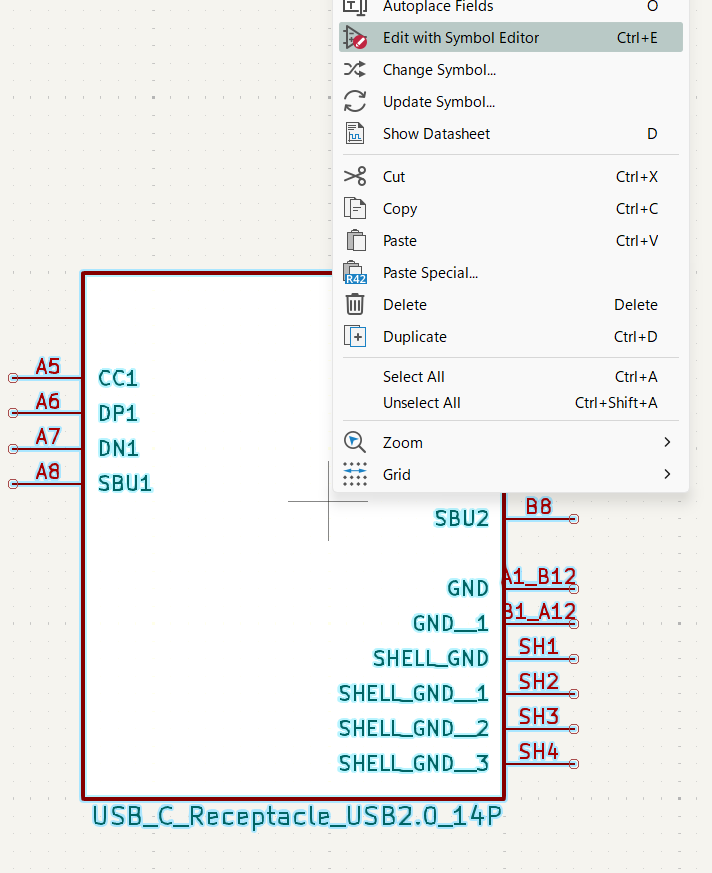 Autoplace Fields O
Edit with Symbol Editor Ctrl+E
Change Symbol...
Update Symbol...
Show Datasheet D
Cut Ctrl+X
Copy Ctrl+C
Paste Ctrl+V
R42
Paste Special...
Delete Delete
Duplicate Ctrl+D
Select All Ctrl+A
Unselect All Ctrl+Shift+A
Zoom
Grid
A5 CC1
A6 DP1
A7 DN1
A8 SBU1
SBU2 B8
GND A1_B12
GND__1 B1_A12
SHELL_GND SH1
SHELL_GND__1 SH2
SHELL_GND__2 SH3
SHELL_GND__3 SH4
USB_C_Receptacle_USB2.0_14P